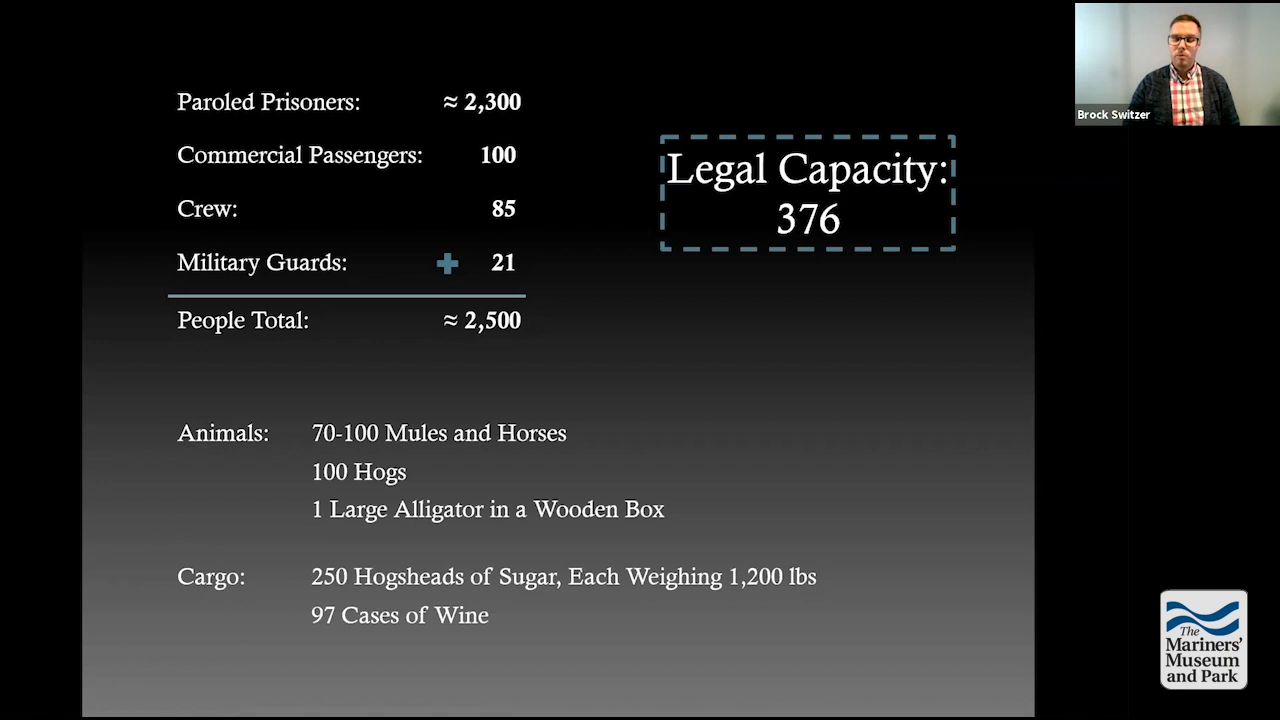 Paroled Prisoners: ≈ 2,300
Commercial Passengers: 100
Crew: 85
Military Guards: + 21
People Total: ≈ 2,500
Legal Capacity:
376
Animals: 70-100 Mules and Horses
100 Hogs
1 Large Alligator in a Wooden Box
Cargo: 250 Hogsheads of Sugar, Each Weighing 1,200 lbs
97 Cases of Wine
Brock Switzer
The
Mariners'
Museum
and Park